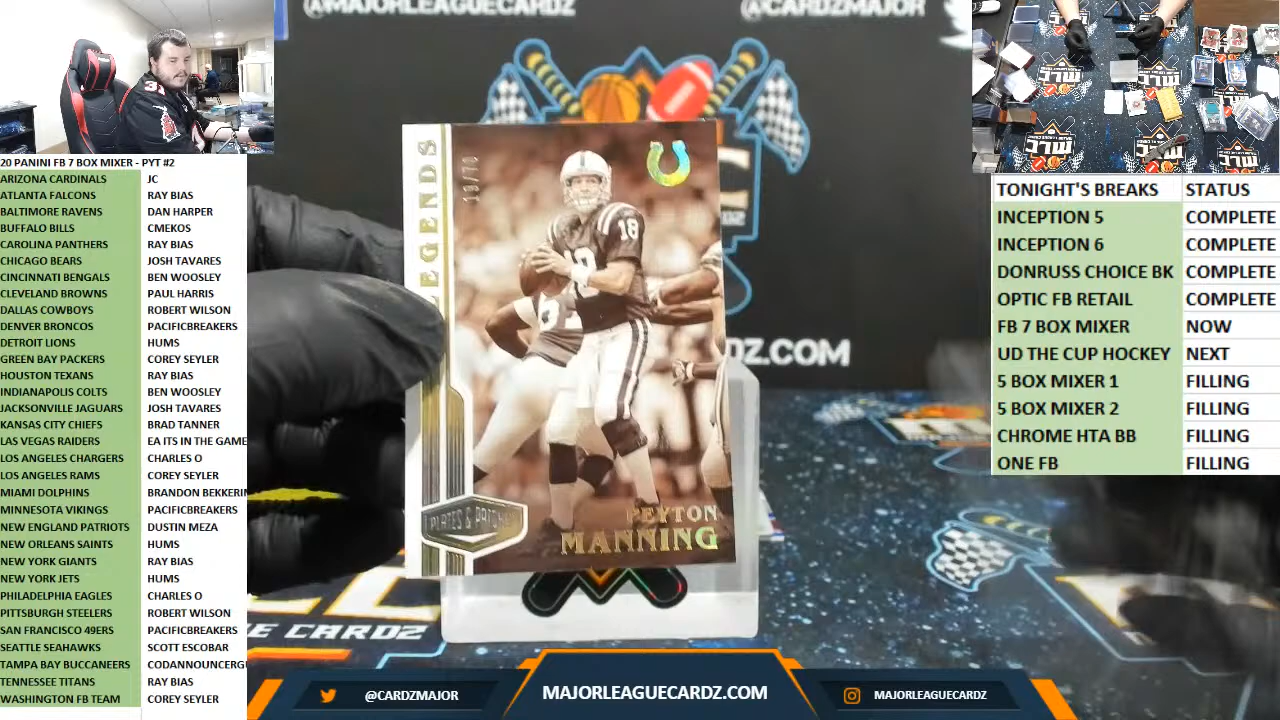 @MAJORLEAGUECARDZ
@CARDZMAJOR
20 PANINI FB 7 BOX MIXER - PYT #2
ARIZONA CARDINALS JC
ATLANTA FALCONS RAY BIAS
BALTIMORE RAVENS DAN HARPER
BUFFALO BILLS CMEKOS
CAROLINA PANTHERS RAY BIAS
CHICAGO BEARS JOSH TAVARES
CINCINNATI BENGALS BEN WOOSLEY
CLEVELAND BROWNS PAUL HARRIS
DALLAS COWBOYS ROBERT WILSON
DENVER BRONCOS PACIFICBREAKERS
DETROIT LIONS HUMS
GREEN BAY PACKERS COREY SEYLER
HOUSTON TEXANS RAY BIAS
INDIANAPOLIS COLTS BEN WOOSLEY
JACKSONVILLE JAGUARS JOSH TAVARES
KANSAS CITY CHIEFS BRAD TANNER
LAS VEGAS RAIDERS EA ITS IN THE GAME
LOS ANGELES CHARGERS CHARLES O
LOS ANGELES RAMS COREY SEYLER
MIAMI DOLPHINS BRANDON BEKKERIN
MINNESOTA VIKINGS PACIFICBREAKERS
NEW ENGLAND PATRIOTS DUSTIN MEZA
NEW ORLEANS SAINTS HUMS
NEW YORK GIANTS RAY BIAS
NEW YORK JETS HUMS
PHILADELPHIA EAGLES CHARLES O
PITTSBURGH STEELERS ROBERT WILSON
SAN FRANCISCO 49ERS PACIFICBREAKERS
SEATTLE SEAHAWKS SCOTT ESCOBAR
TAMPA BAY BUCCANEERS CODANNOUNCERG
TENNESSEE TITANS RAY BIAS
WASHINGTON FB TEAM COREY SEYLER
LEGENDS
18
18
PLATES & PATCHES
PEYTON
MANNING
DZ.COM
E CARDZ
TONIGHT'S BREAKS STATUS
INCEPTION 5 COMPLETE
INCEPTION 6 COMPLETE
DONRUSS CHOICE BK COMPLETE
OPTIC FB RETAIL COMPLETE
FB 7 BOX MIXER NOW
UD THE CUP HOCKEY NEXT
5 BOX MIXER 1 FILLING
5 BOX MIXER 2 FILLING
CHROME HTA BB FILLING
ONE FB FILLING
@CARDZMAJOR
MAJORLEAGUECARDZ.COM
MAJORLEAGUECARDZ